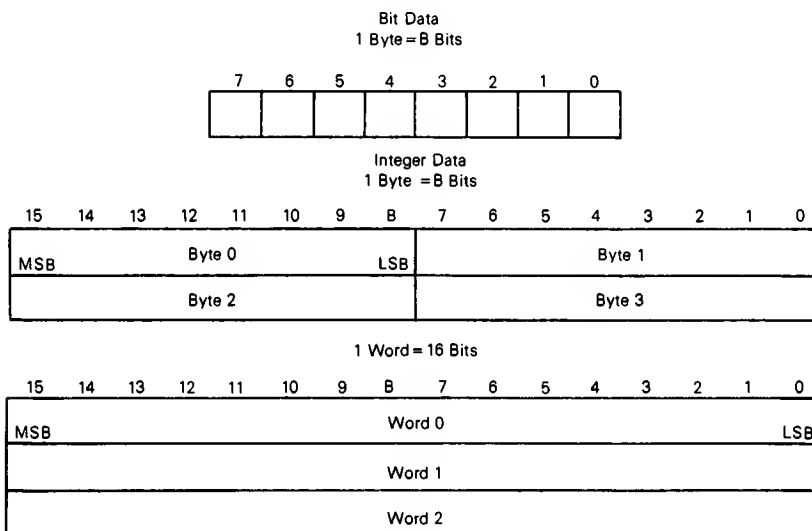 Bit Data
1 Byte = B Bits
7 6 5 4 3 2 1 0
Integer Data
1 Byte = B Bits
15 14 13 12 11 10 9 B 7 6 5 4 3 2 1 0
MSB Byte 0 LSB Byte 1
Byte 2 Byte 3
1 Word = 16 Bits
15 14 13 12 11 10 9 B 7 6 5 4 3 2 1 0
MSB Word 0 LSB
Word 1
Word 2